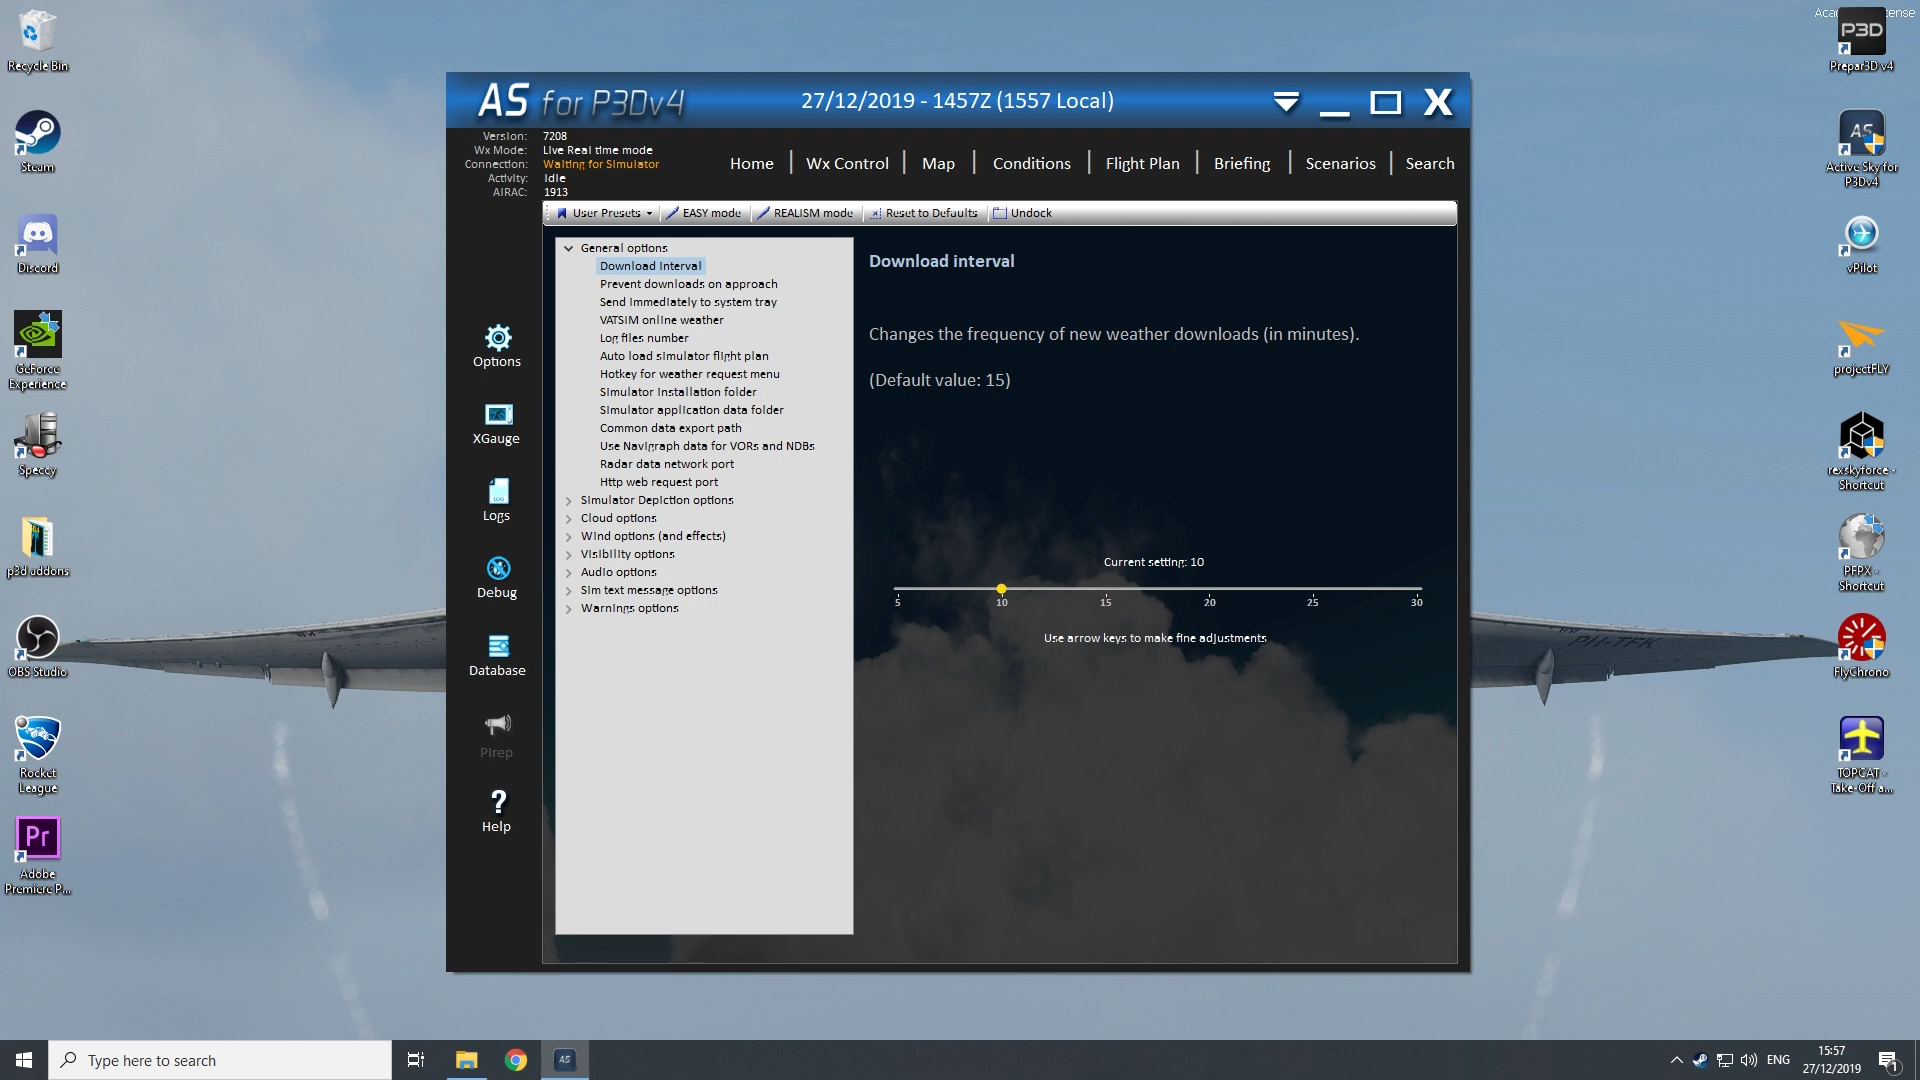 Recycle Bin
Steam
Discord
GeForce
Experience
Speccy
p3d addons
OBS Studio
Rocket
League
Pr
Adobe
Premiere P...
AS for P3Dv4
27/12/2019 - 1457Z (1557 Local)
X
Version: 7208
Wx Mode: Live Real time mode
Connection: Waiting for Simulator
Activity: Idle
AIRAC: 1913
Home | Wx Control | Map | Conditions | Flight Plan | Briefing | Scenarios | Search
User Presets EASY mode REALISM mode Reset to Defaults Undock
Options
XGauge
LOG
Logs
Debug
Database
PIrep
?
Help
General options
Download interval
Prevent downloads on approach
Send immediately to system tray
VATSIM online weather
Log files number
Auto load simulator flight plan
Hotkey for weather request menu
Simulator installation folder
Simulator application data folder
Common data export path
Use Navigraph data for VORs and NDBs
Radar data network port
Http web request port
Simulator Depiction options
Cloud options
Wind options (and effects)
Visibility options
Audio options
Sim text message options
Warnings options
Download interval
Changes the frequency of new weather downloads (in minutes).
(Default value: 15)
Current setting: 10
5 10 15 20 25 30
Use arrow keys to make fine adjustments
P3D
Prepar3D v4
AS
Active Sky for
P3Dv4
vPilot
projectFLY
rexskyforce -
Shortcut
PFPX -
Shortcut
FlyChrono
TOPCAT -
Take-Off a...
PH-TFK
Type here to search
AS
ENG
15:57
27/12/2019
1